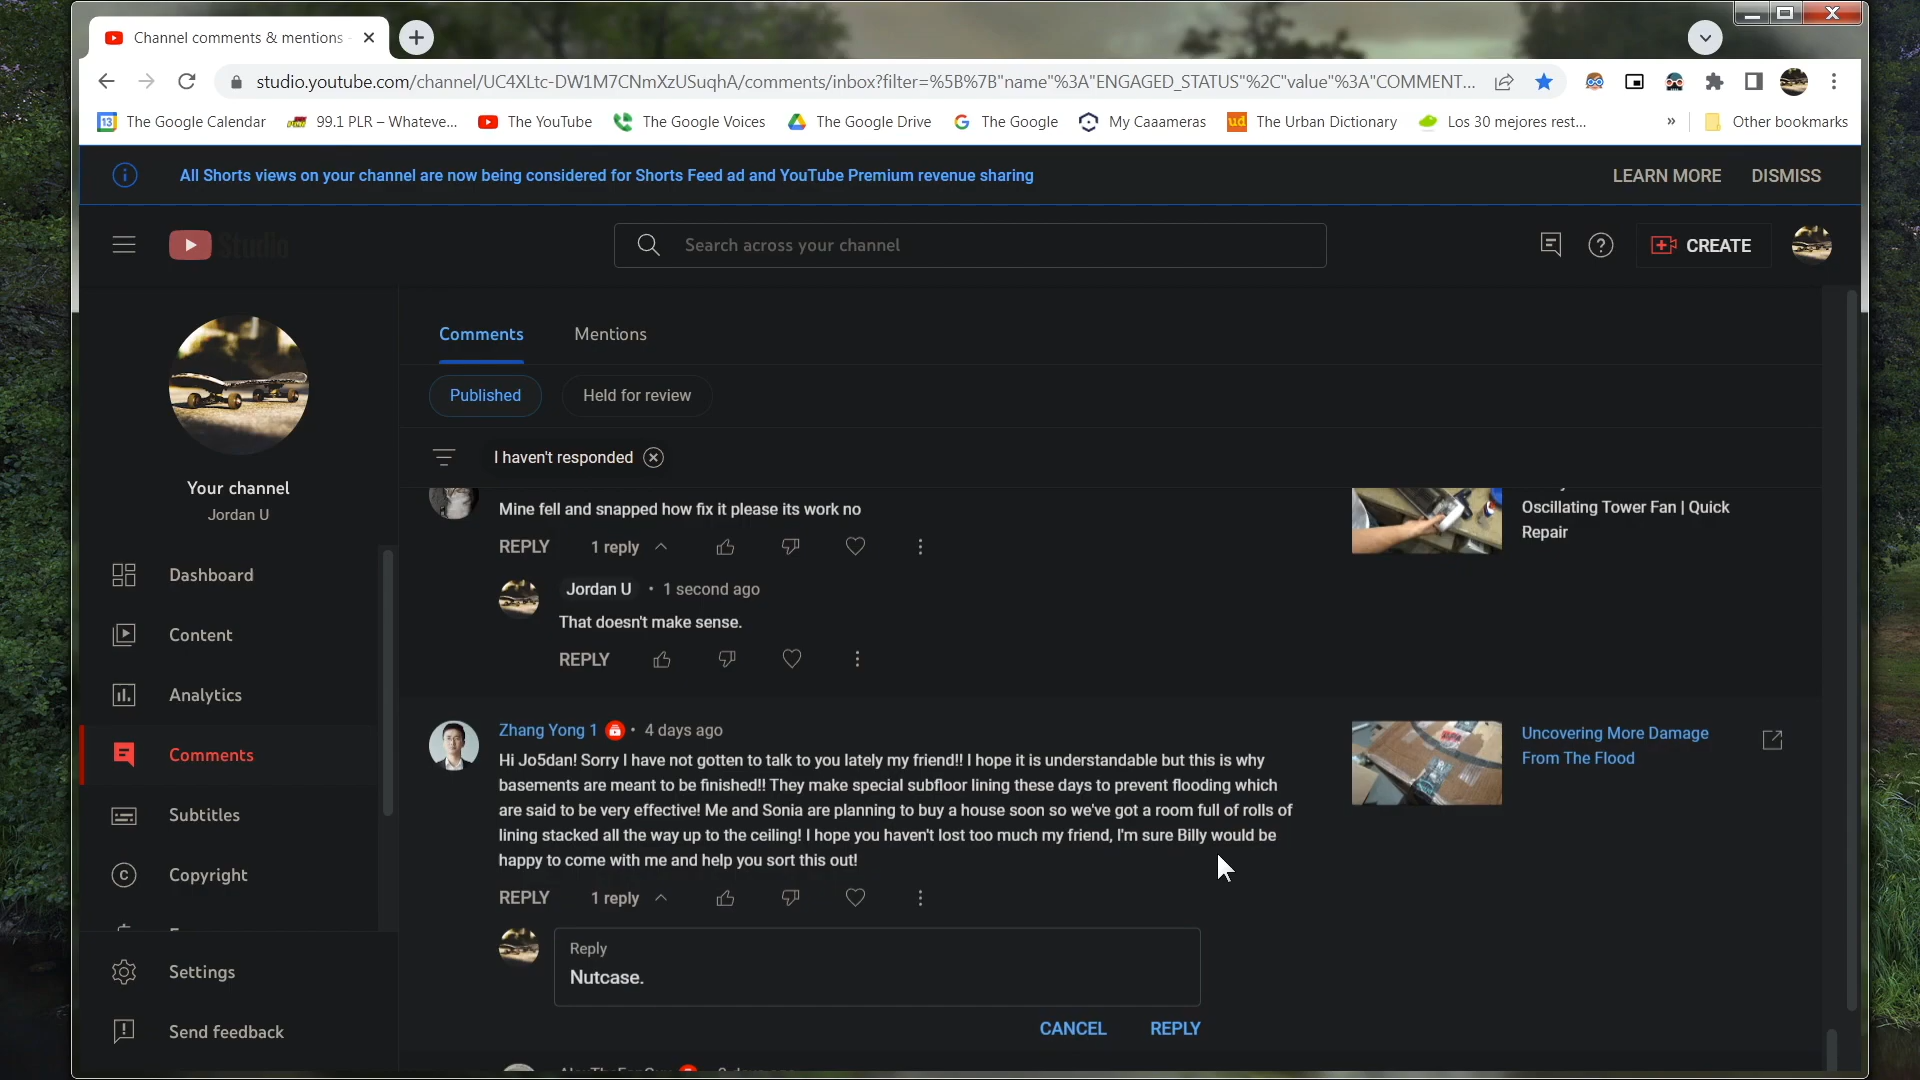 Channel comments & mentions
studio.youtube.com/channel/UC4XLtc-DW1M7CNmXzUSuqhA/comments/inbox?filter=%5B%7B"name"%3A"ENGAGED_STATUS"%2C"value"%3A"COMMENT...
13 The Google Calendar
99.1 PLR – Whateve...
The YouTube
The Google Voices
The Google Drive
The Google
My Caaameras
ud The Urban Dictionary
Los 30 mejores rest...
» Other bookmarks
All Shorts views on your channel are now being considered for Shorts Feed ad and YouTube Premium revenue sharing
LEARN MORE DISMISS
Studio
Search across your channel
CREATE
Your channel
Jordan U
Dashboard
Content
Analytics
Comments
Subtitles
Copyright
Settings
Send feedback
Comments Mentions
Published Held for review
I haven't responded
Mine fell and snapped how fix it please its work no
REPLY 1 reply
Oscillating Tower Fan | Quick
Repair
Jordan U • 1 second ago
That doesn't make sense.
REPLY
Zhang Yong 1 • 4 days ago
Hi Jo5dan! Sorry I have not gotten to talk to you lately my friend!! I hope it is understandable but this is why
basements are meant to be finished!! They make special subfloor lining these days to prevent flooding which
are said to be very effective! Me and Sonia are planning to buy a house soon so we've got a room full of rolls of
lining stacked all the way up to the ceiling! I hope you haven't lost too much my friend, I'm sure Billy would be
happy to come with me and help you sort this out!
Uncovering More Damage
From The Flood
REPLY 1 reply
Reply
Nutcase.
CANCEL REPLY